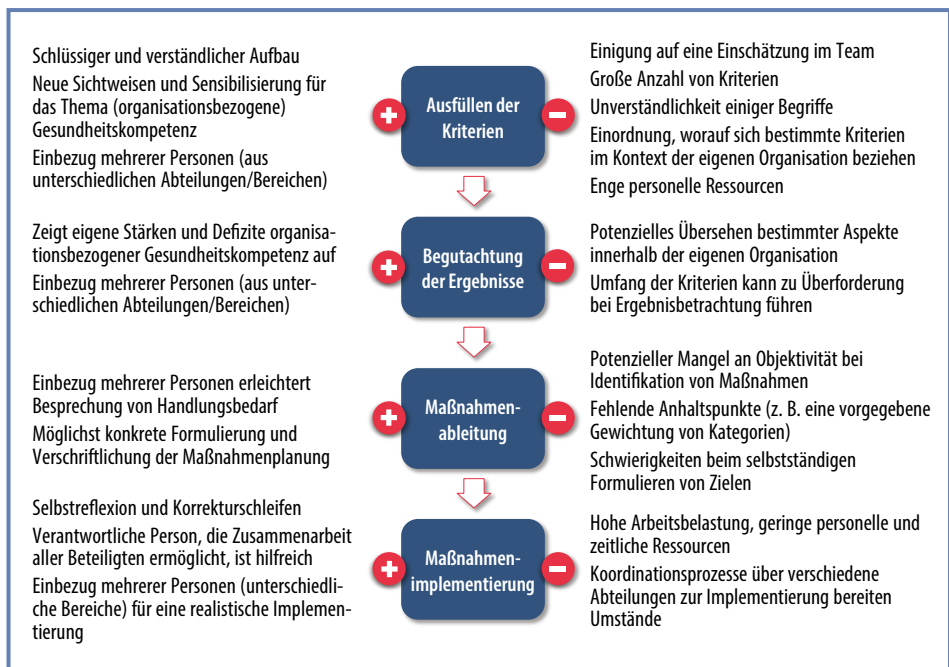 Schlüssiger und verständlicher Aufbau
Neue Sichtweisen und Sensibilisierung für
das Thema (organisationsbezogene)
Gesundheitskompetenz
Einbezug mehrerer Personen (aus
unterschiedlichen Abteilungen/Bereichen)
Ausfüllen der
Kriterien
Einigung auf eine Einschätzung im Team
Große Anzahl von Kriterien
Unverständlichkeit einiger Begriffe
Einordnung, worauf sich bestimmte Kriterien
im Kontext der eigenen Organisation beziehen
Enge personelle Ressourcen
Zeigt eigene Stärken und Defizite organisa-
tionsbezogener Gesundheitskompetenz auf
Einbezug mehrerer Personen (aus unter-
schiedlichen Abteilungen/Bereichen)
Begutachtung
der Ergebnisse
Potenzielles Übersehen bestimmter Aspekte
innerhalb der eigenen Organisation
Umfang der Kriterien kann zu Überforderung
bei Ergebnisbetrachtung führen
Einbezug mehrerer Personen erleichtert
Besprechung von Handlungsbedarf
Möglichst konkrete Formulierung und
Verschriftlichung der Maßnahmenplanung
Maßnahmen-
ableitung
Potenzieller Mangel an Objektivität bei
Identifikation von Maßnahmen
Fehlende Anhaltspunkte (z. B. eine vorgegebene
Gewichtung von Kategorien)
Schwierigkeiten beim selbstständigen
Formulieren von Zielen
Selbstreflexion und Korrekturschleifen
Verantwortliche Person, die Zusammenarbeit
aller Beteiligten ermöglicht, ist hilfreich
Einbezug mehrerer Personen (unterschiedli-
che Bereiche) für eine realistische Implemen-
tierung
Maßnahmen-
implementierung
Hohe Arbeitsbelastung, geringe personelle und
zeitliche Ressourcen
Koordinationsprozesse über verschiedene
Abteilungen zur Implementierung bereiten
Umstände